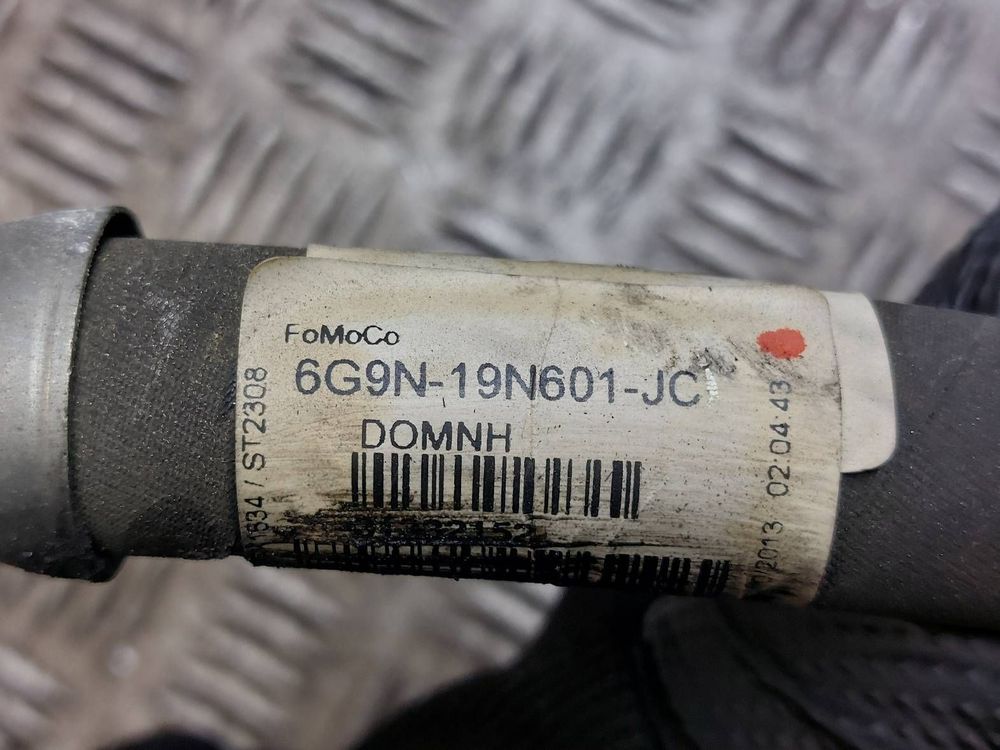 FoMoCo
6G9N-19N601-JC
DOMNH
/ ST2308
/2013 02:04:43